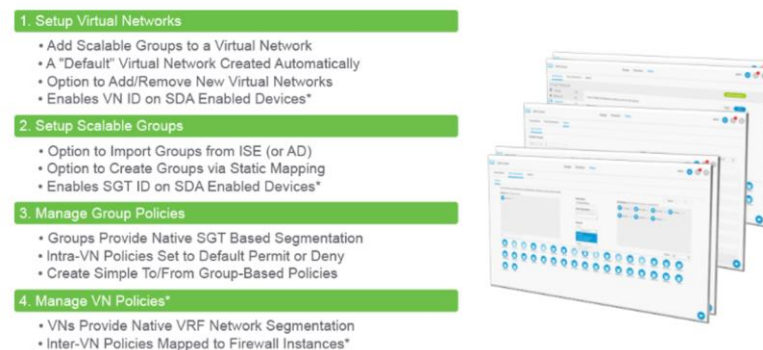 1. Setup Virtual Networks
• Add Scalable Groups to a Virtual Network
• A "Default" Virtual Network Created Automatically
• Option to Add/Remove New Virtual Networks
• Enables VN ID on SDA Enabled Devices*
2. Setup Scalable Groups
• Option to Import Groups from ISE (or AD)
• Option to Create Groups via Static Mapping
• Enables SGT ID on SDA Enabled Devices*
3. Manage Group Policies
• Groups Provide Native SGT Based Segmentation
• Intra-VN Policies Set to Default Permit or Deny
• Create Simple To/From Group-Based Policies
4. Manage VN Policies*
• VNs Provide Native VRF Network Segmentation
• Inter-VN Policies Mapped to Firewall Instances*